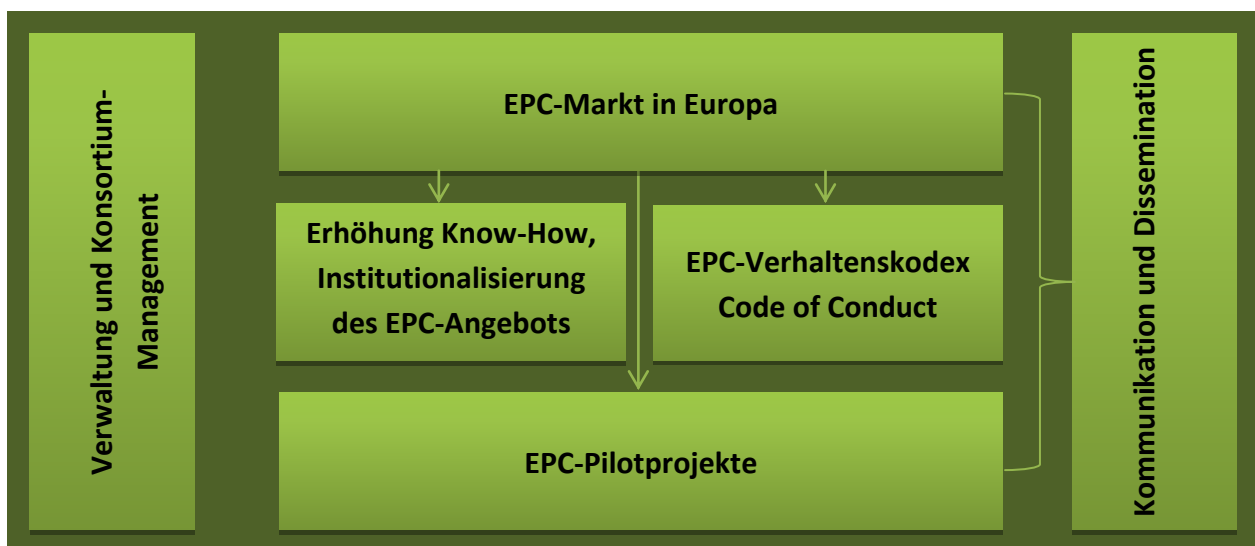 Verwaltung und Konsortium-
Management
EPC-Markt in Europa
Erhöhung Know-How,
Institutionalisierung
des EPC-Angebots
EPC-Verhaltenskodex
Code of Conduct
EPC-Pilotprojekte
Kommunikation und Dissemination